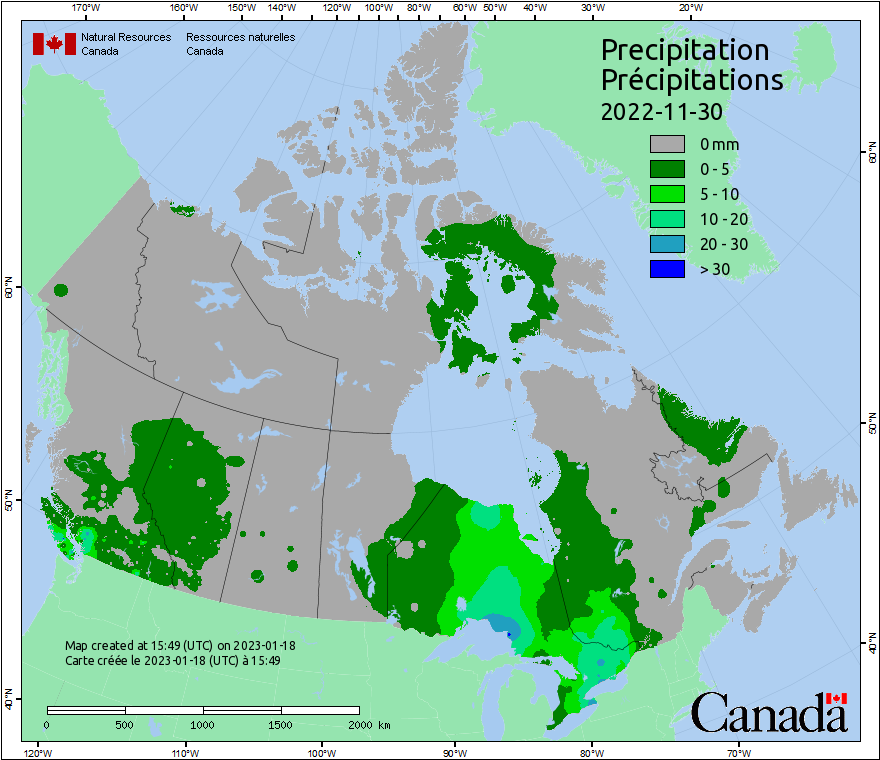 170°W 160°W 150°W 140°W 130°W 120°W 110°W 100°W 90°W 80°W 60°W 50°W 40°W 30°W 20°W
Natural Resources Canada
Ressources naturelles Canada
Precipitation
Précipitations
2022-11-30
0 mm
0 - 5
5 - 10
10 - 20
20 - 30
> 30
60°N
60°N
50°N
50°N
40°N
40°N
Map created at 15:49 (UTC) on 2023-01-18
Carte créée le 2023-01-18 (UTC) à 15:49
0 500 1000 1500 2000 km
Canada
120°W 110°W 100°W 90°W 80°W 70°W